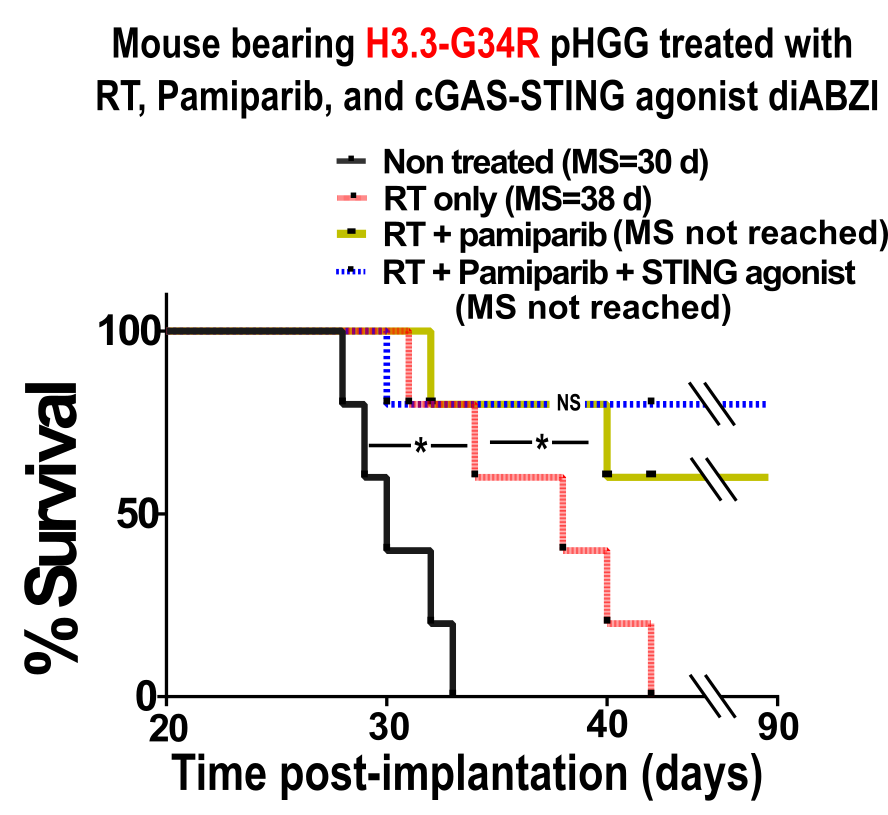 Mouse bearing H3.3-G34R pHGG treated with
RT, Pamiparib, and cGAS-STING agonist diABZI
Non treated (MS=30 d)
RT only (MS=38 d)
RT + pamiparib (MS not reached)
RT + Pamiparib + STING agonist
(MS not reached)
100
NS
*
*
50
0
20
30
40
90
% Survival
Time post-implantation (days)